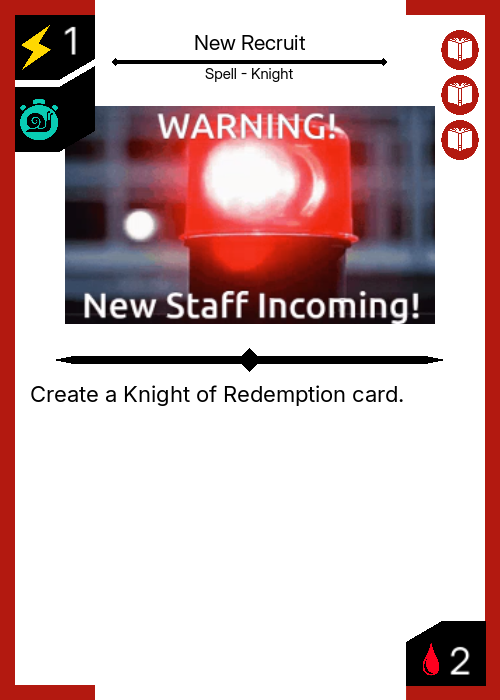 1
New Recruit
Spell - Knight
WARNING!
New Staff Incoming!
Create a Knight of Redemption card.
2